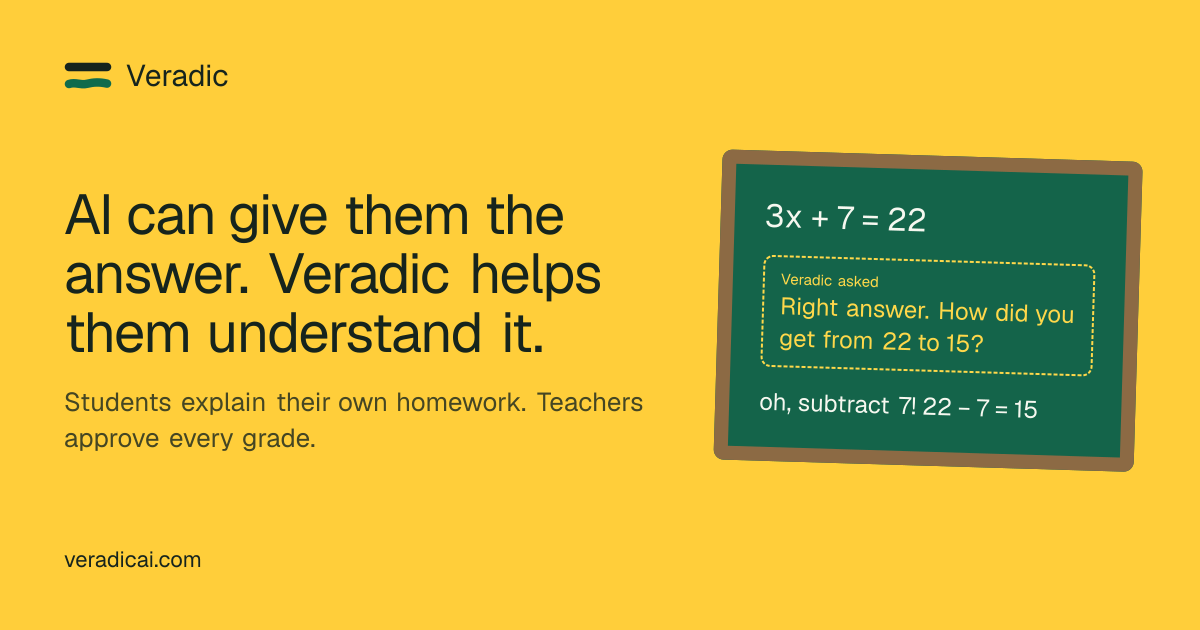 Veradic
AI can give them the
answer. Veradic helps
them understand it.
Students explain their own homework. Teachers
approve every grade.
veradicai.com
3x + 7 = 22
Veradic asked
Right answer. How did you
get from 22 to 15?
oh, subtract 7! 22 – 7 = 15